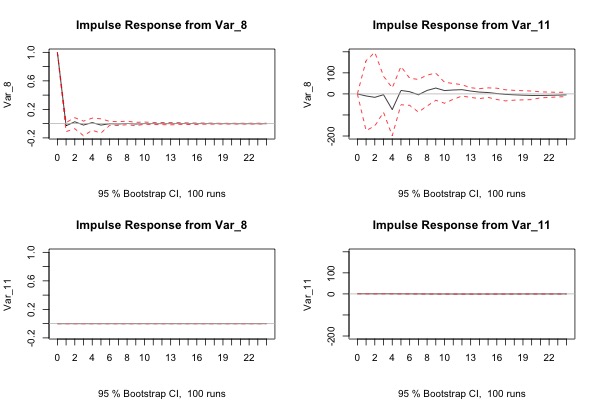 Impulse Response from Var_8
Var_8
1.0
0.6
0.2
-0.2
0 2 4 6 8 10 13 16 19 22
95 % Bootstrap CI, 100 runs
Impulse Response from Var_11
Var_8
100
0
-200
0 2 4 6 8 10 13 16 19 22
95 % Bootstrap CI, 100 runs
Impulse Response from Var_8
Var_11
1.0
0.6
0.2
-0.2
0 2 4 6 8 10 13 16 19 22
95 % Bootstrap CI, 100 runs
Impulse Response from Var_11
Var_11
100
0
-200
0 2 4 6 8 10 13 16 19 22
95 % Bootstrap CI, 100 runs